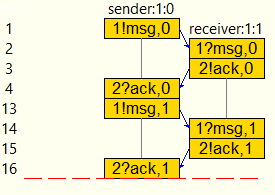 sender:1:0
receiver:1:1
1 1!msg,0
2 1?msg,0
3 2!ack,0
4 2?ack,0
13 1!msg,1
14 1?msg,1
15 2!ack,1
16 2?ack,1